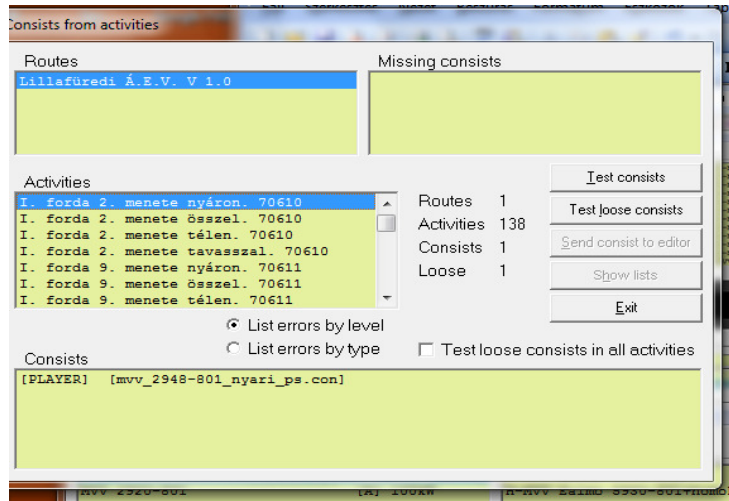 Consists from activities
Routes
Missing consists
Lillafüredi Á.E.V. V 1.0
Activities
I. forda 2. menete nyáron. 70610
I. forda 2. menete összel. 70610
I. forda 2. menete télen. 70610
I. forda 2. menete tavasszal. 70610
I. forda 9. menete nyáron. 70611
I. forda 9. menete összel. 70611
I. forda 9. menete télen. 70611
Routes 1
Activities 138
Consists 1
Loose 1
Test consists
Test loose consists
Send consist to editor
Show lists
Exit
List errors by level
List errors by type
Test loose consists in all activities
Consists
[PLAYER] [mvv_2948-801_nyari_ps.con]
[A] 100kW